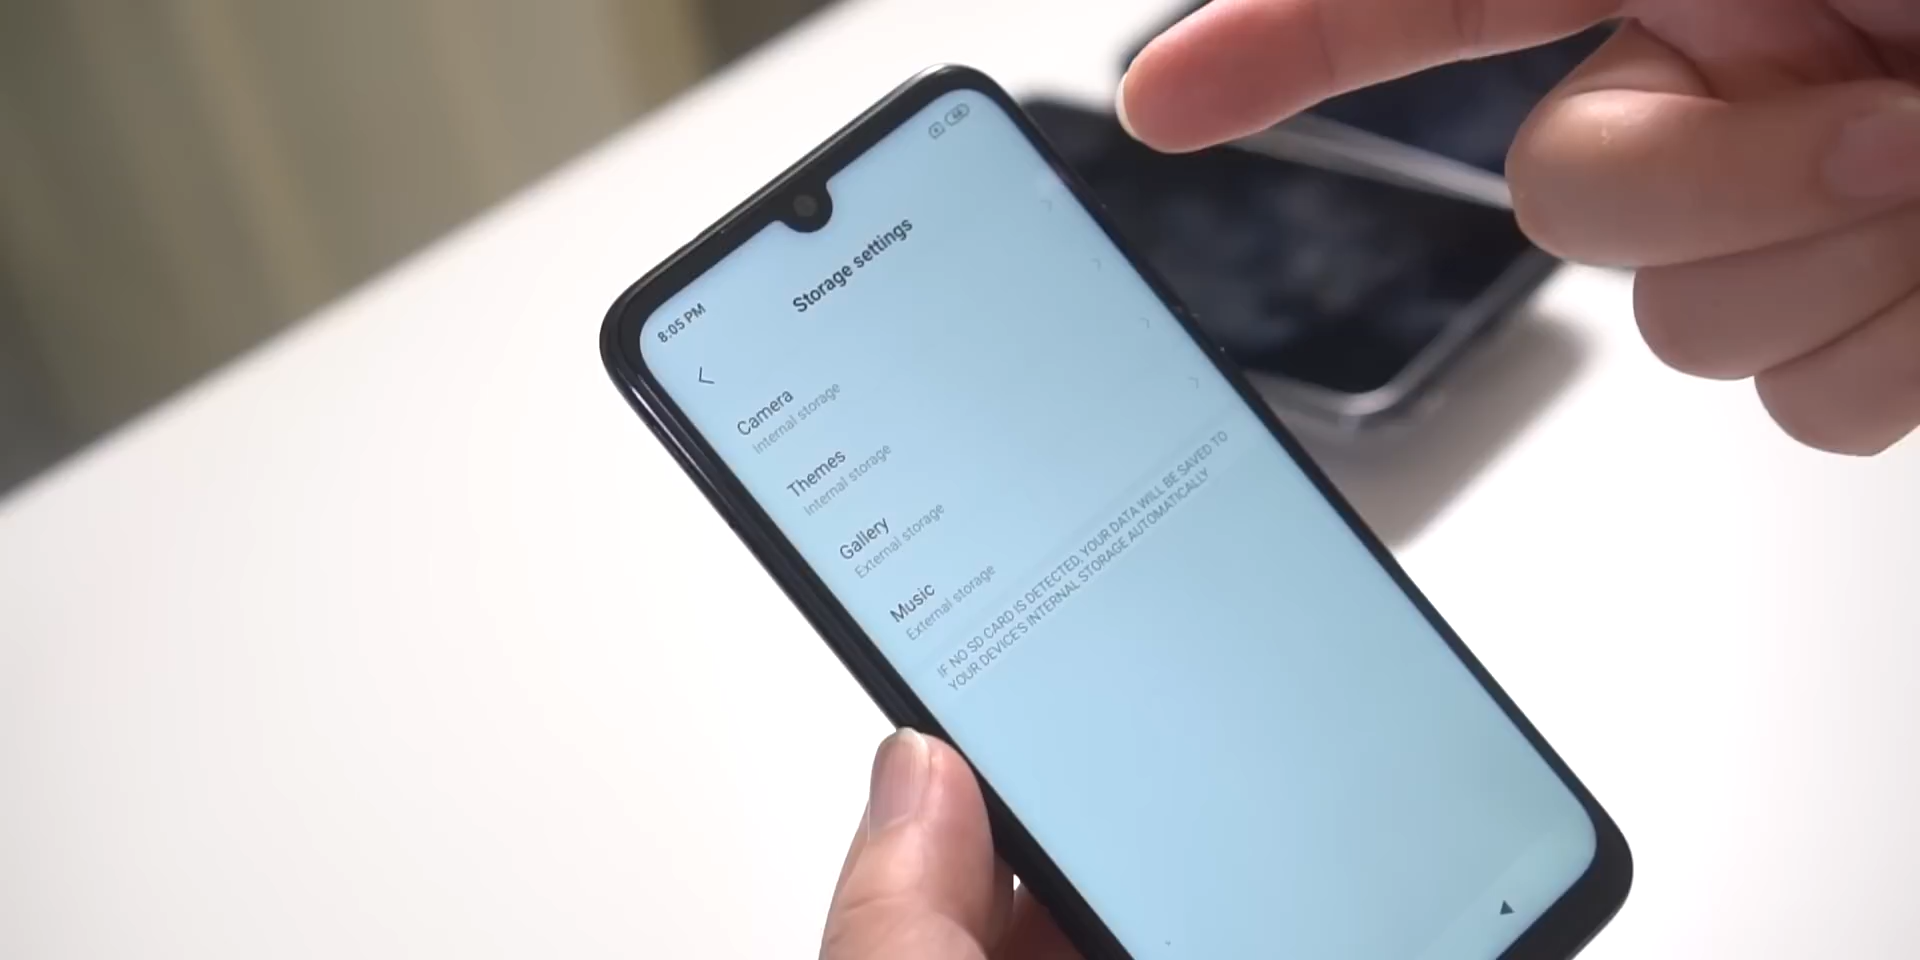 8:05 PM
Storage settings
Camera
Internal storage
Themes
Internal storage
Gallery
External storage
Music
External storage
IF NO SD CARD IS DETECTED, YOUR DATA WILL BE SAVED TO
YOUR DEVICE'S INTERNAL STORAGE AUTOMATICALLY